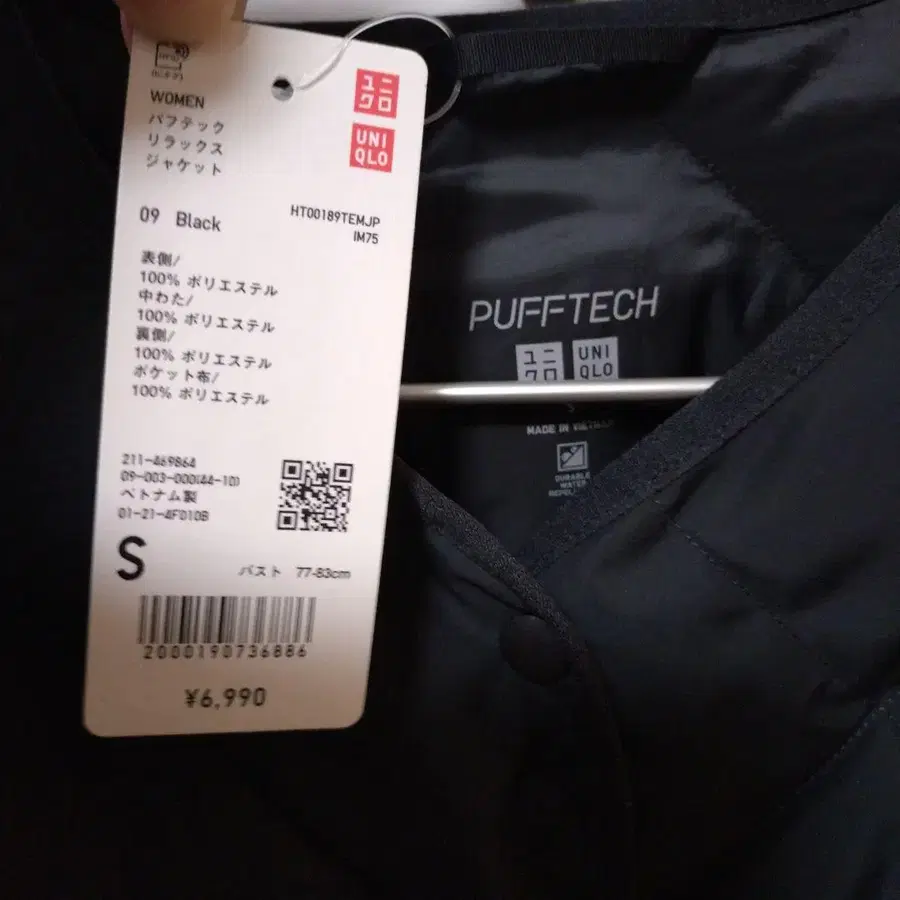 WOMEN
パフテック
リラックス
ジャケット
ユニ
クロ
UNI
QLO
09 Black
HT00189TEMJP
IM75
表側/
100% ポリエステル
中わた/
100% ポリエステル
裏側/
100% ポリエステル
ポケット布/
100% ポリエステル
211-469864
09-003-000(44-10)
ベトナム製
01-21-4F010B
S
バスト 77-83cm
2000190736886
¥6,990
PUFFTECH
ユニ
クロ
UNI
QLO
S
MADE IN VIETNAM
DURABLE
WATER
REPELLENT